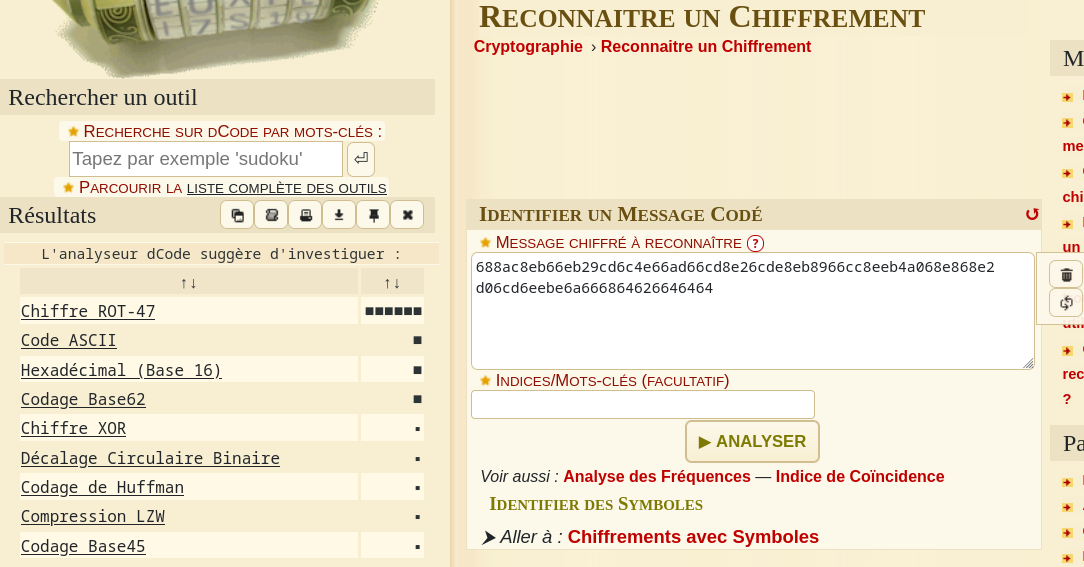 Reconnaitre un Chiffrement
Cryptographie › Reconnaitre un Chiffrement
Rechercher un outil
Recherche sur dCode par mots-clés :
Tapez par exemple 'sudoku'
Parcourir la liste complète des outils
Résultats
L'analyseur dCode suggère d'investiguer :
↑↓ ↑↓
Chiffre ROT-47 ■■■■■■
Code ASCII ■
Hexadécimal (Base 16) ■
Codage Base62 ■
Chiffre XOR ▪
Décalage Circulaire Binaire ▪
Codage de Huffman ▪
Compression LZW ▪
Codage Base45 ▪
Identifier un Message Codé
Message chiffré à reconnaître ?
688ac8eb66eb29cd6c4e66ad66cd8e26cde8eb8966cc8eeb4a068e868e2
d06cd6eebe6a666864626646464
Indices/Mots-clés (facultatif)
▶ ANALYSER
Voir aussi : Analyse des Fréquences — Indice de Coïncidence
Identifier des Symboles
⮞ Aller à : Chiffrements avec Symboles
me
chi
un
rec
?
Pa